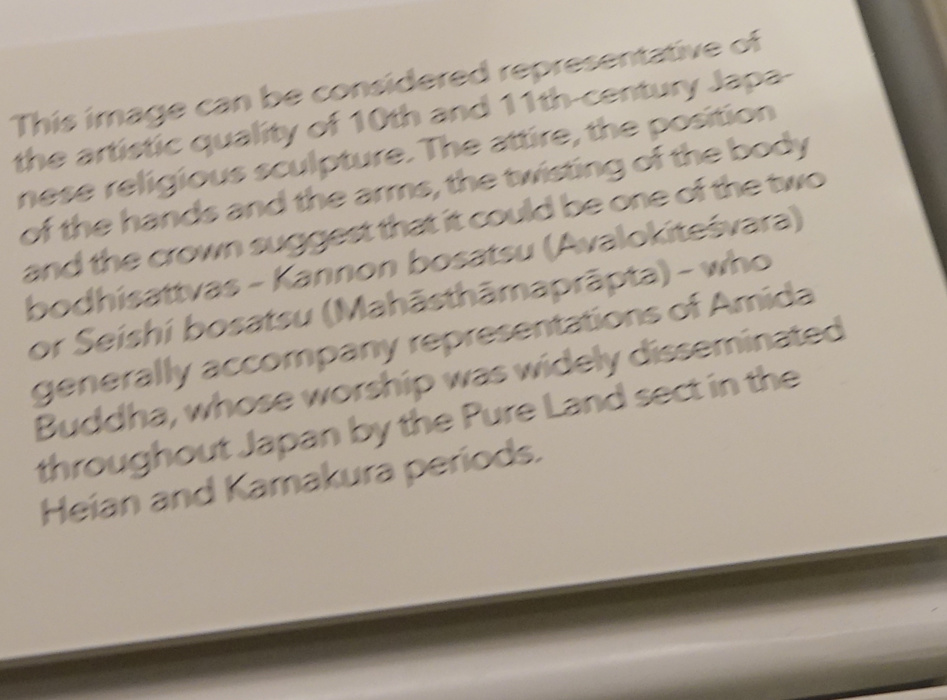 This image can be considered representative of
the artistic quality of 10th and 11th-century Japa-
nese religious sculpture. The attire, the position
of the hands and the arms, the twisting of the body
and the crown suggest that it could be one of the two
bodhisattvas – Kannon bosatsu (Avalokiteśvara)
or Seishi bosatsu (Mahāsthāmaprāpta) – who
generally accompany representations of Amida
Buddha, whose worship was widely disseminated
throughout Japan by the Pure Land sect in the
Heian and Kamakura periods.